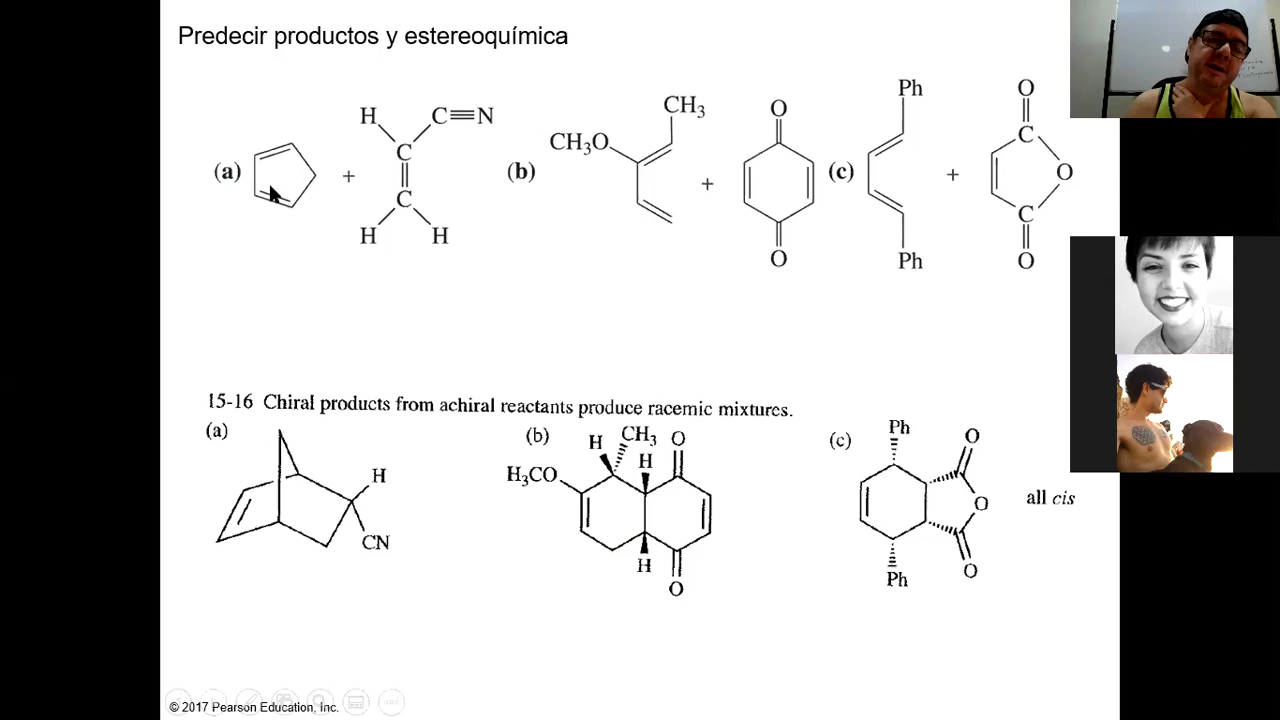 Predecir productos y estereoquímica
(a)
H
C≡N
C
C
H
H
+
(b)
CH₃
CH₃O
+
O
O
(c)
Ph
Ph
+
O
C
O
C
O
15-16 Chiral products from achiral reactants produce racemic mixtures.
(a)
H
CN
(b)
H
CH₃
O
H₃CO
H
H
O
(c)
Ph
O
O
Ph
O
all cis
© 2017 Pearson Education, Inc.